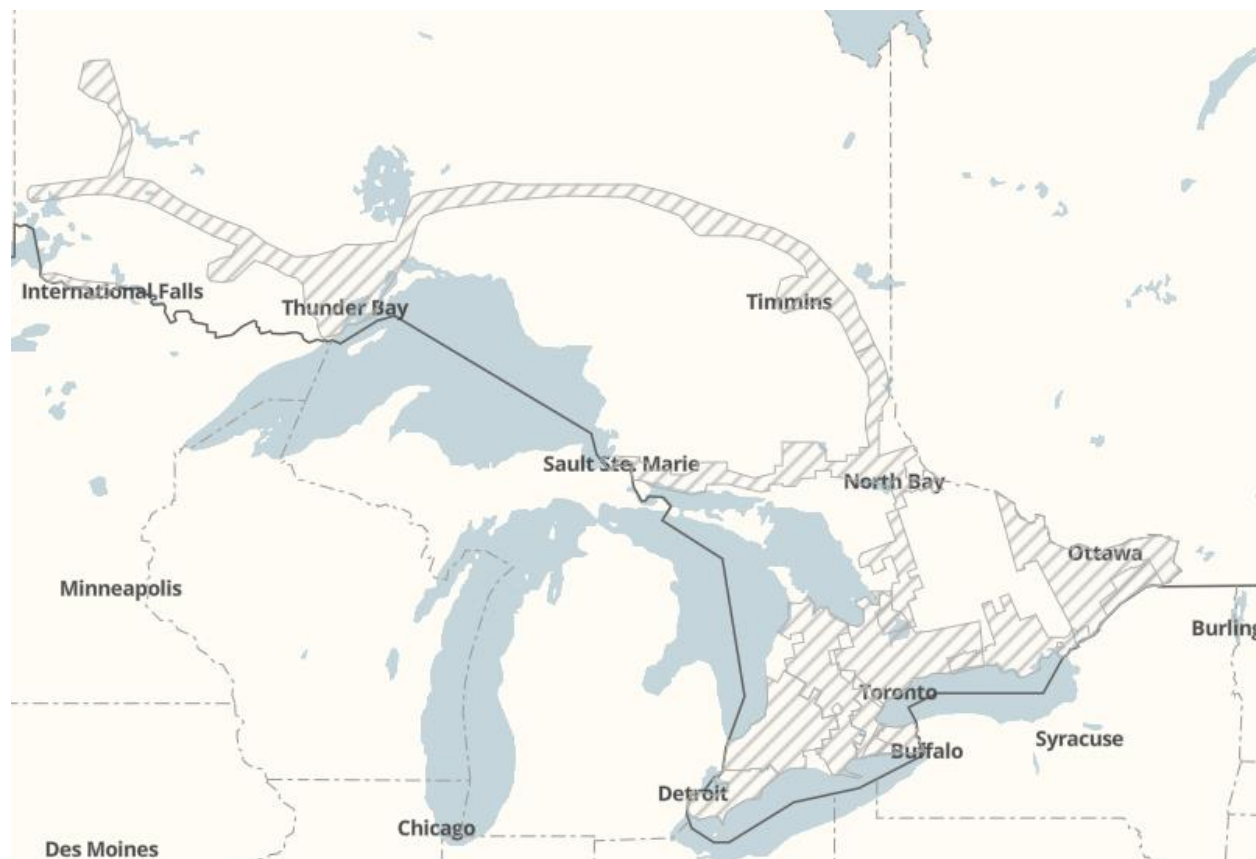 International Falls
Thunder Bay
Timmins
Sault Ste. Marie
North Bay
Ottawa
Minneapolis
Burling
Toronto
Syracuse
Buffalo
Detroit
Chicago
Des Moines